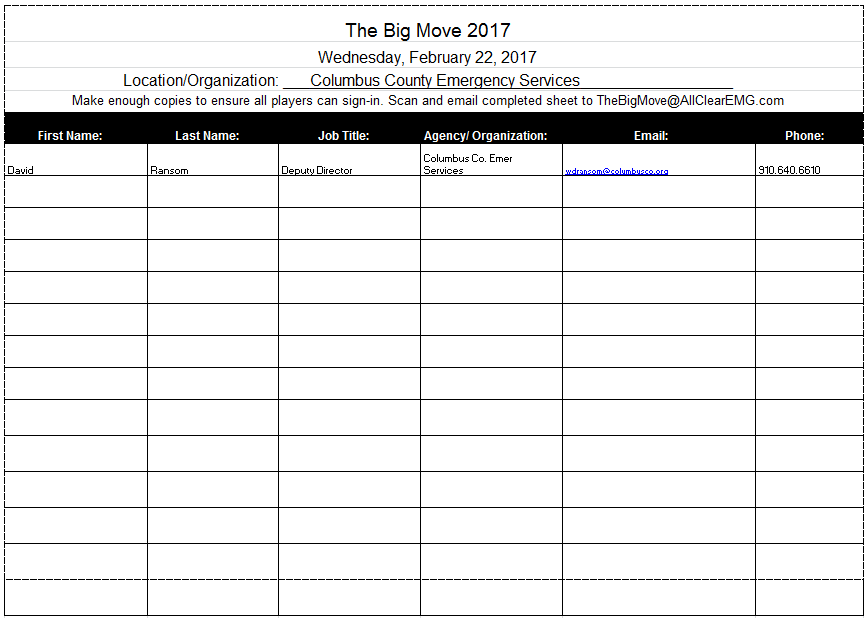 The Big Move 2017
Wednesday, February 22, 2017
Location/Organization: ___Columbus County Emergency Services
Make enough copies to ensure all players can sign-in. Scan and email completed sheet to TheBigMove@AllClearEMG.com
First Name: Last Name: Job Title: Agency/ Organization: Email: Phone:
David Ransom Deputy Director Columbus Co. Emer
Services wdransom@columbusco.org 910.640.6610